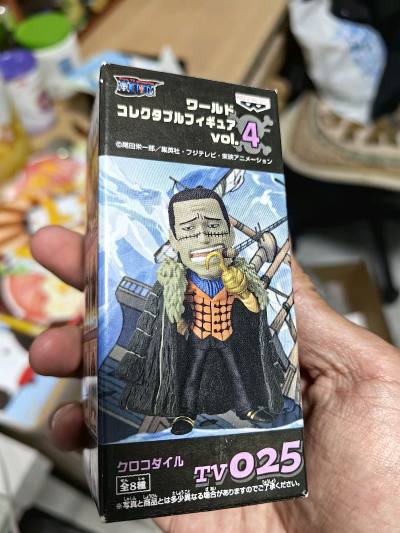 ワールド
コレクタブルフィギュア
vol.4
©尾田栄一郎／集英社・フジテレビ・東映アニメーション
BANPRESTO
クロコダイル
TV025
全8種
※写真と商品とは多少異なる場合がありますのでご了承ください。